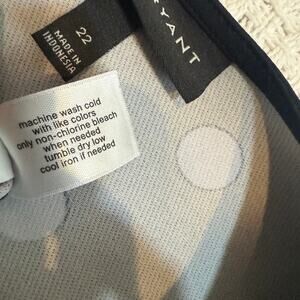 22
MADE IN
INDONESIA
YANT
machine wash cold
with like colors
only non-chlorine bleach
when needed
tumble dry low
cool iron if needed